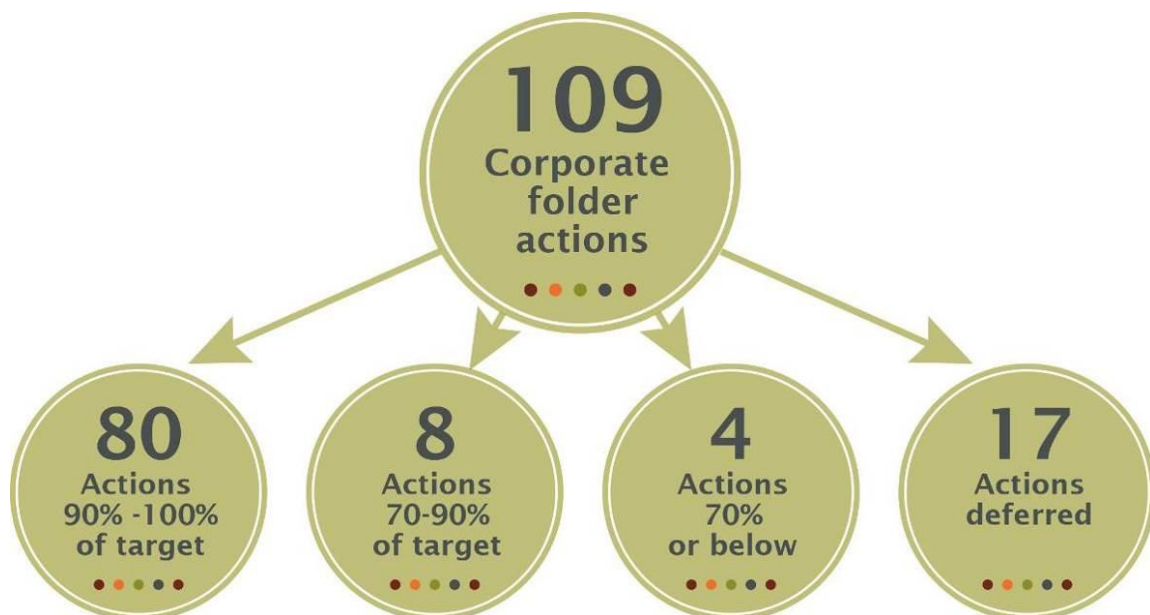 109
Corporate
folder
actions
80
Actions
90% -100%
of target
8
Actions
70-90%
of target
4
Actions
70%
or below
17
Actions
deferred